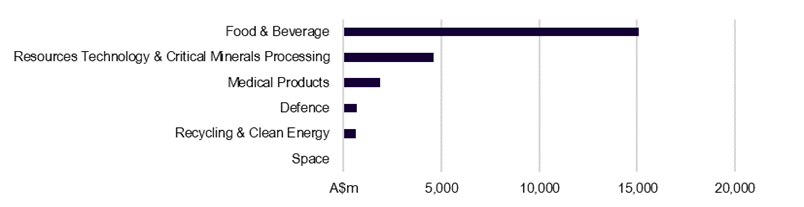 Food & Beverage
Resources Technology & Critical Minerals Processing
Medical Products
Defence
Recycling & Clean Energy
Space
A$m 5,000 10,000 15,000 20,000